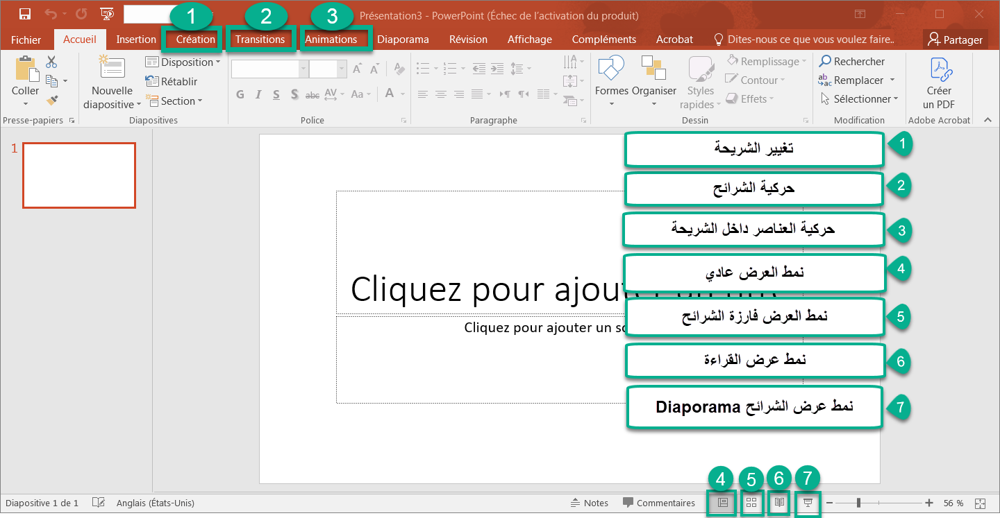 1
2
3
Présentation3 - PowerPoint (Échec de l'activation du produit)
Fichier Accueil Insertion Création Transitions Animations Diaporama Révision Affichage Compléments Acrobat Dites-nous ce que vous voulez faire.. Partager
Coller
Presse-papiers
Nouvelle
diapositive
Disposition
Rétablir
Section
Diapositives
G I S S abc AV Aa A
Police
Paragraphe
Formes
Organiser
Styles
rapides
Remplissage
Contour
Effets
Dessin
Rechercher
Remplacer
Sélectionner
Modification
Créer
un PDF
Adobe Acrobat
1
تغيير الشريحة
1
حركية الشرائح
2
حركية العناصر داخل الشريحة
3
نمط العرض عادي
4
نمط العرض فارزة الشرائح
5
نمط عرض القراءة
6
نمط عرض الشرائح Diaporama
7
Cliquez pour ajouter
Cliquez pour ajouter un
4
5
6
7
Diapositive 1 de 1 Anglais (États-Unis) Notes Commentaires 56 %